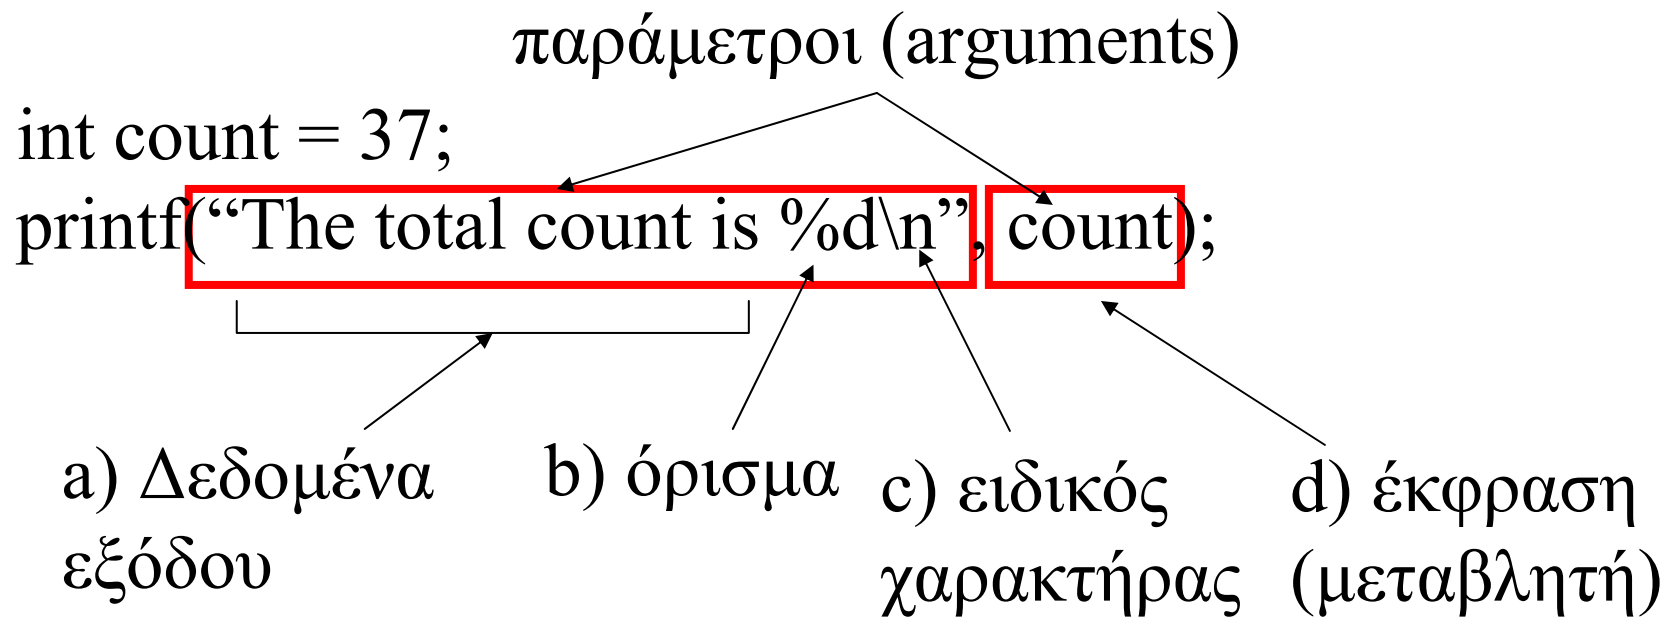 παράμετροι (arguments)
int count = 37;
printf(“The total count is %d\n”, count);
a) Δεδομένα
εξόδου
b) όρισμα
c) ειδικός
χαρακτήρας
d) έκφραση
(μεταβλητή)